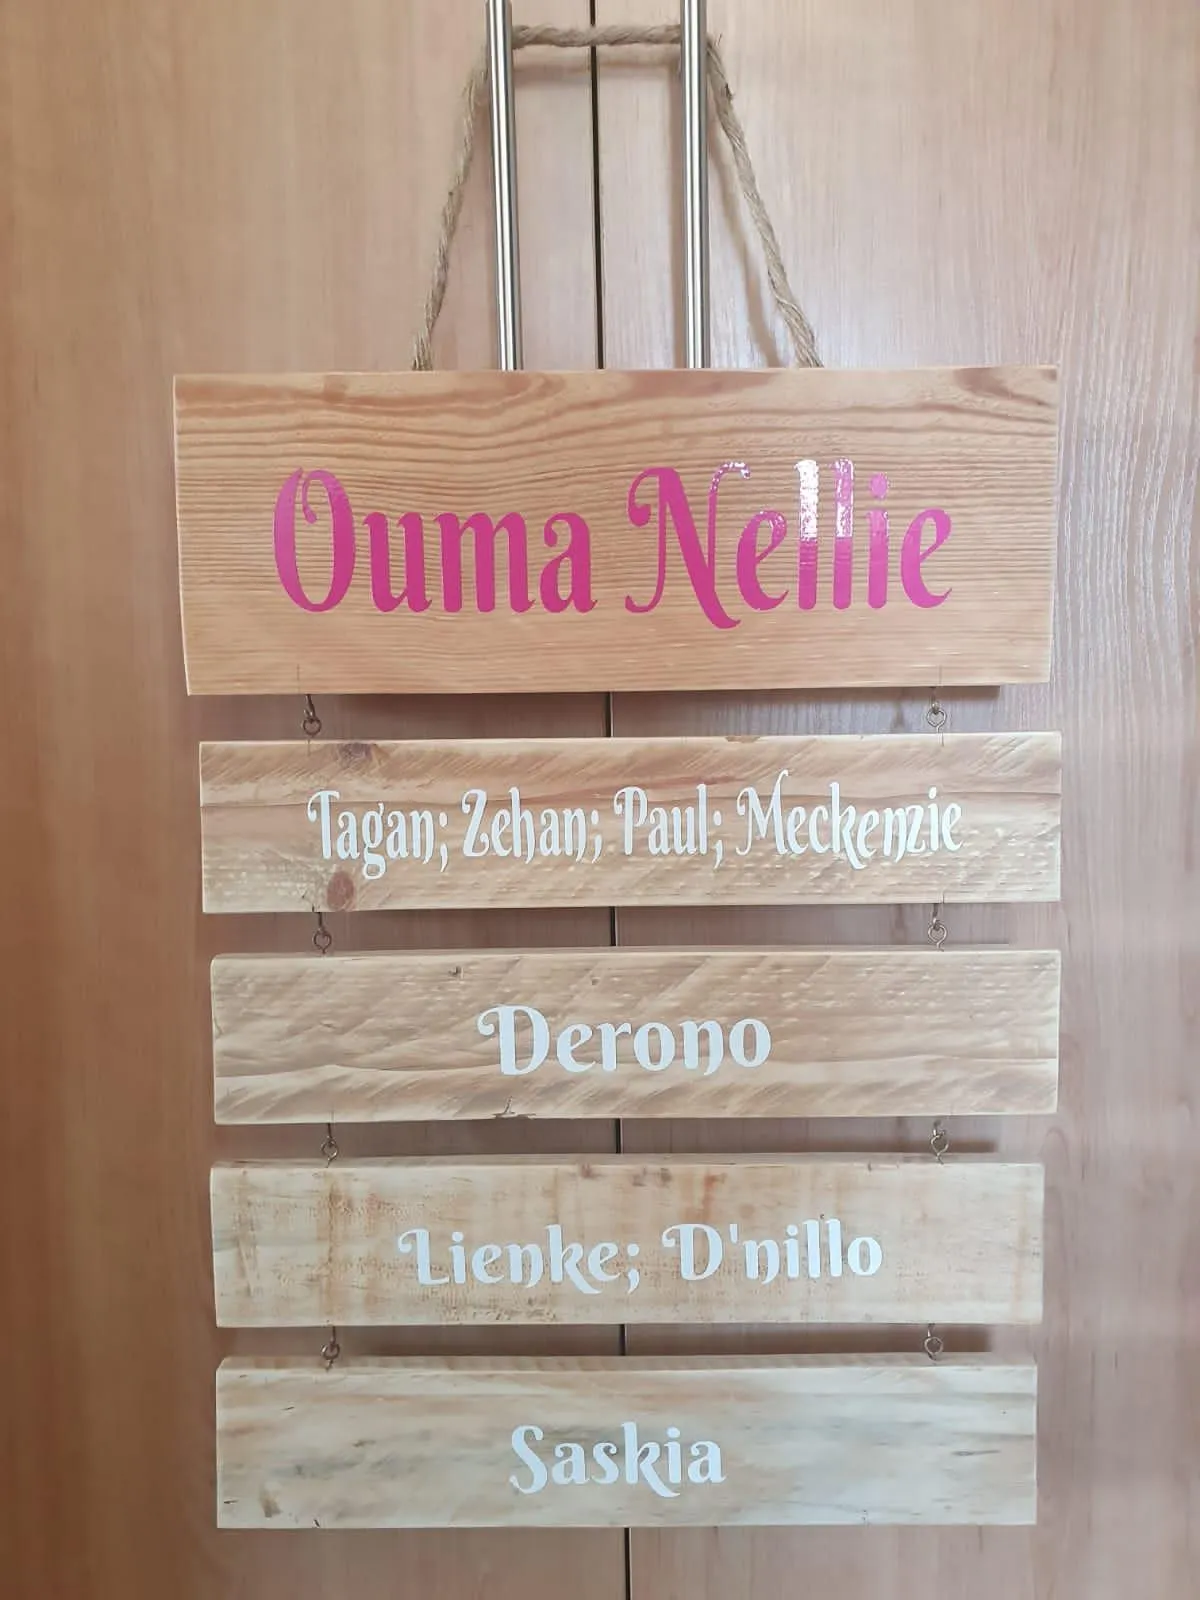 Ouma Nellie
Tagan; Zehan; Paul; Meckenzie
Derono
Lienke; D'nillo
Saskia